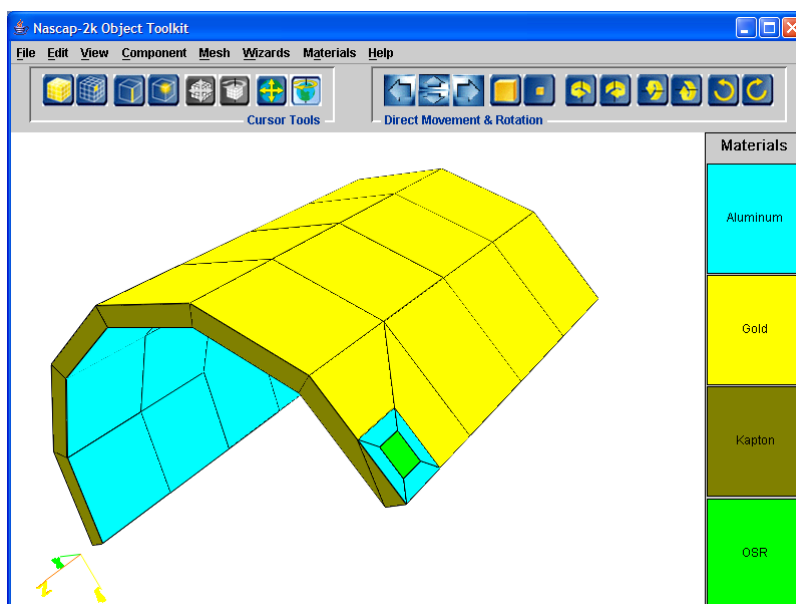 Nascap-2k Object Toolkit
File Edit View Component Mesh Wizards Materials Help
Cursor Tools
Direct Movement & Rotation
Materials
Aluminum
Gold
Kapton
OSR
Z